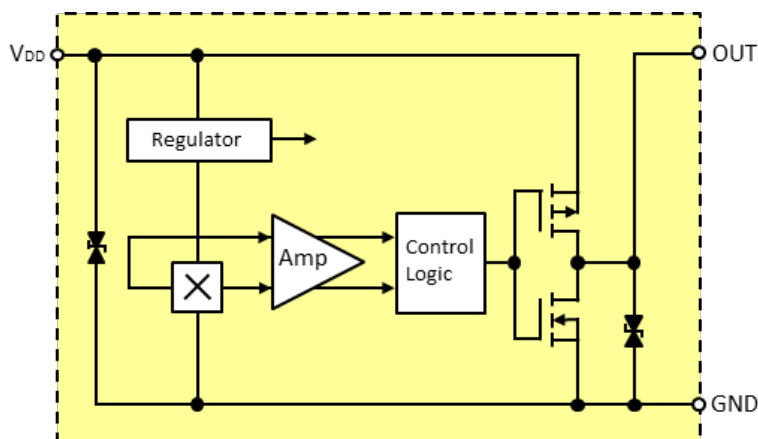 VDD
OUT
Regulator
Amp
Control
Logic
GND